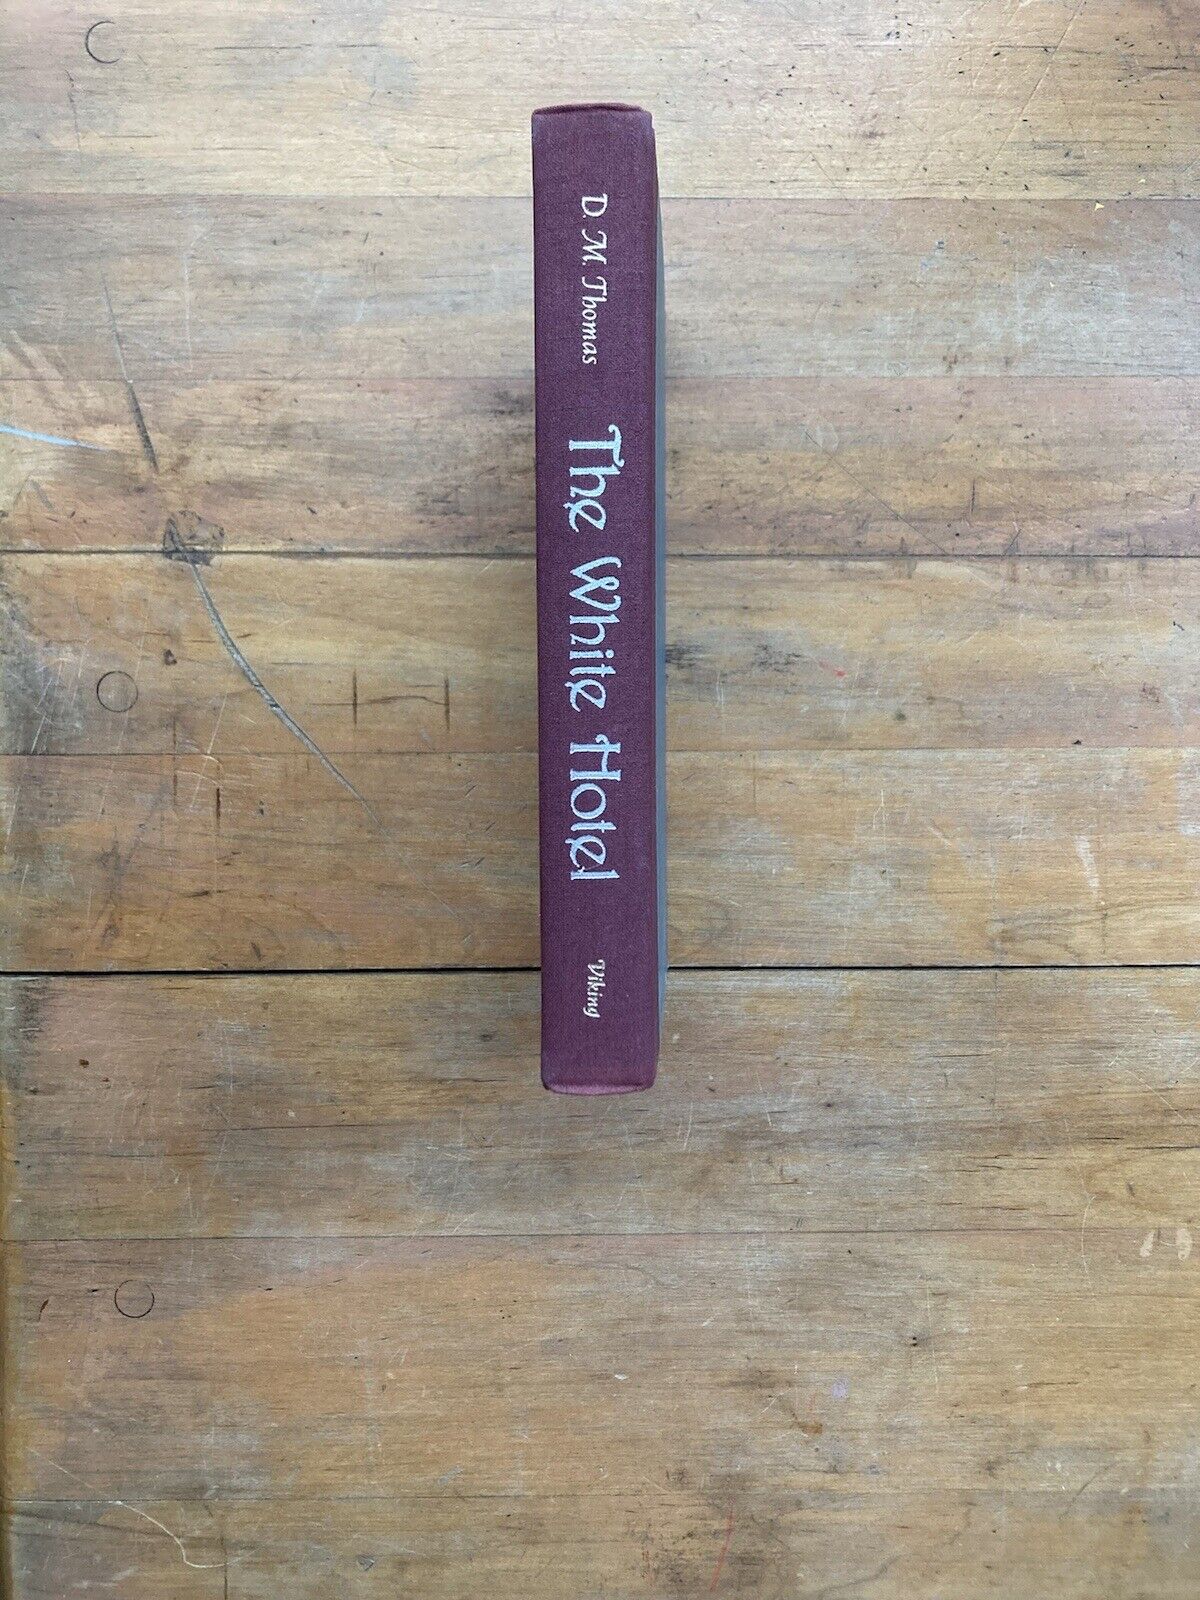 D. M. Thomas
The White Hotel
Viking